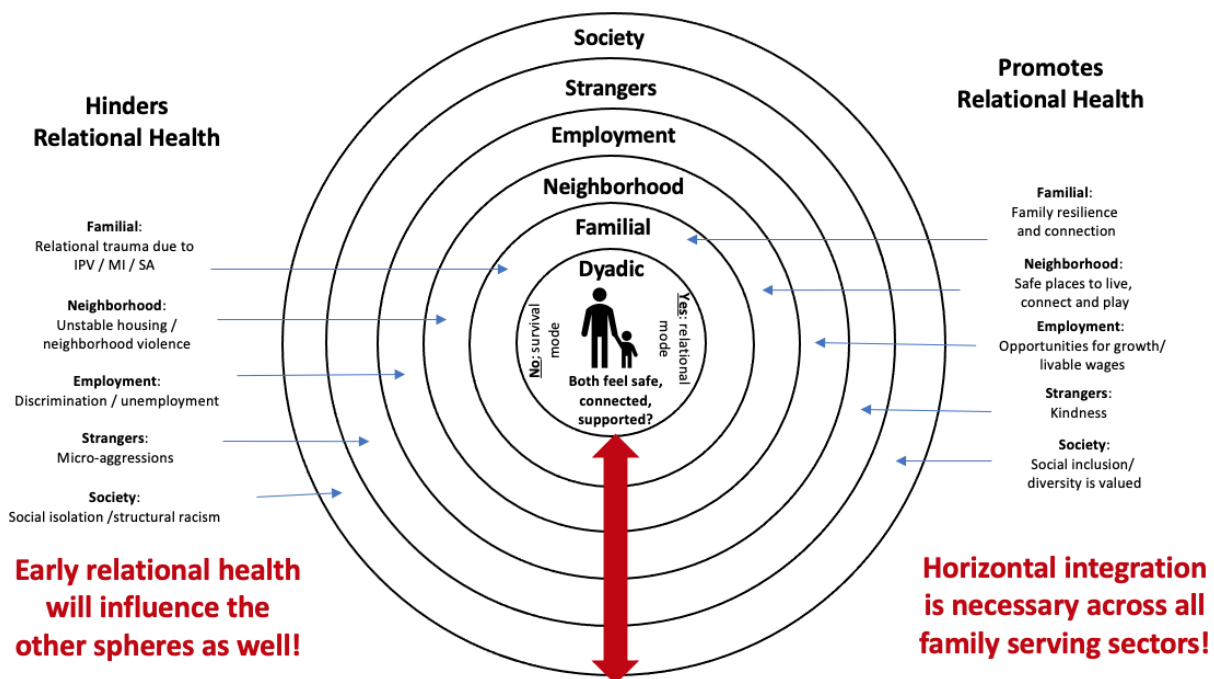 Society
Strangers
Employment
Neighborhood
Familial
Dyadic
No: survival
mode
Yes: relational
mode
Both feel safe,
connected,
supported?
Hinders
Relational Health
Familial:
Relational trauma due to
IPV / MI / SA
Neighborhood:
Unstable housing /
neighborhood violence
Employment:
Discrimination / unemployment
Strangers:
Micro-aggressions
Society:
Social isolation /structural racism
Early relational health
will influence the
other spheres as well!
Promotes
Relational Health
Familial:
Family resilience
and connection
Neighborhood:
Safe places to live,
connect and play
Employment:
Opportunities for growth/
livable wages
Strangers:
Kindness
Society:
Social inclusion/
diversity is valued
Horizontal integration
is necessary across all
family serving sectors!